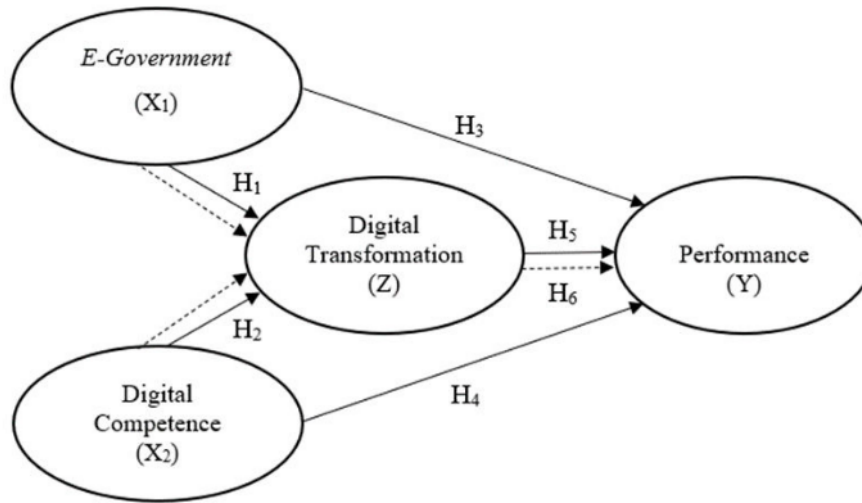 E-Government
(X₁)
H₃
H₁
Digital
Transformation
(Z)
H₅
H₆
Performance
(Y)
H₂
Digital
Competence
(X₂)
H₄